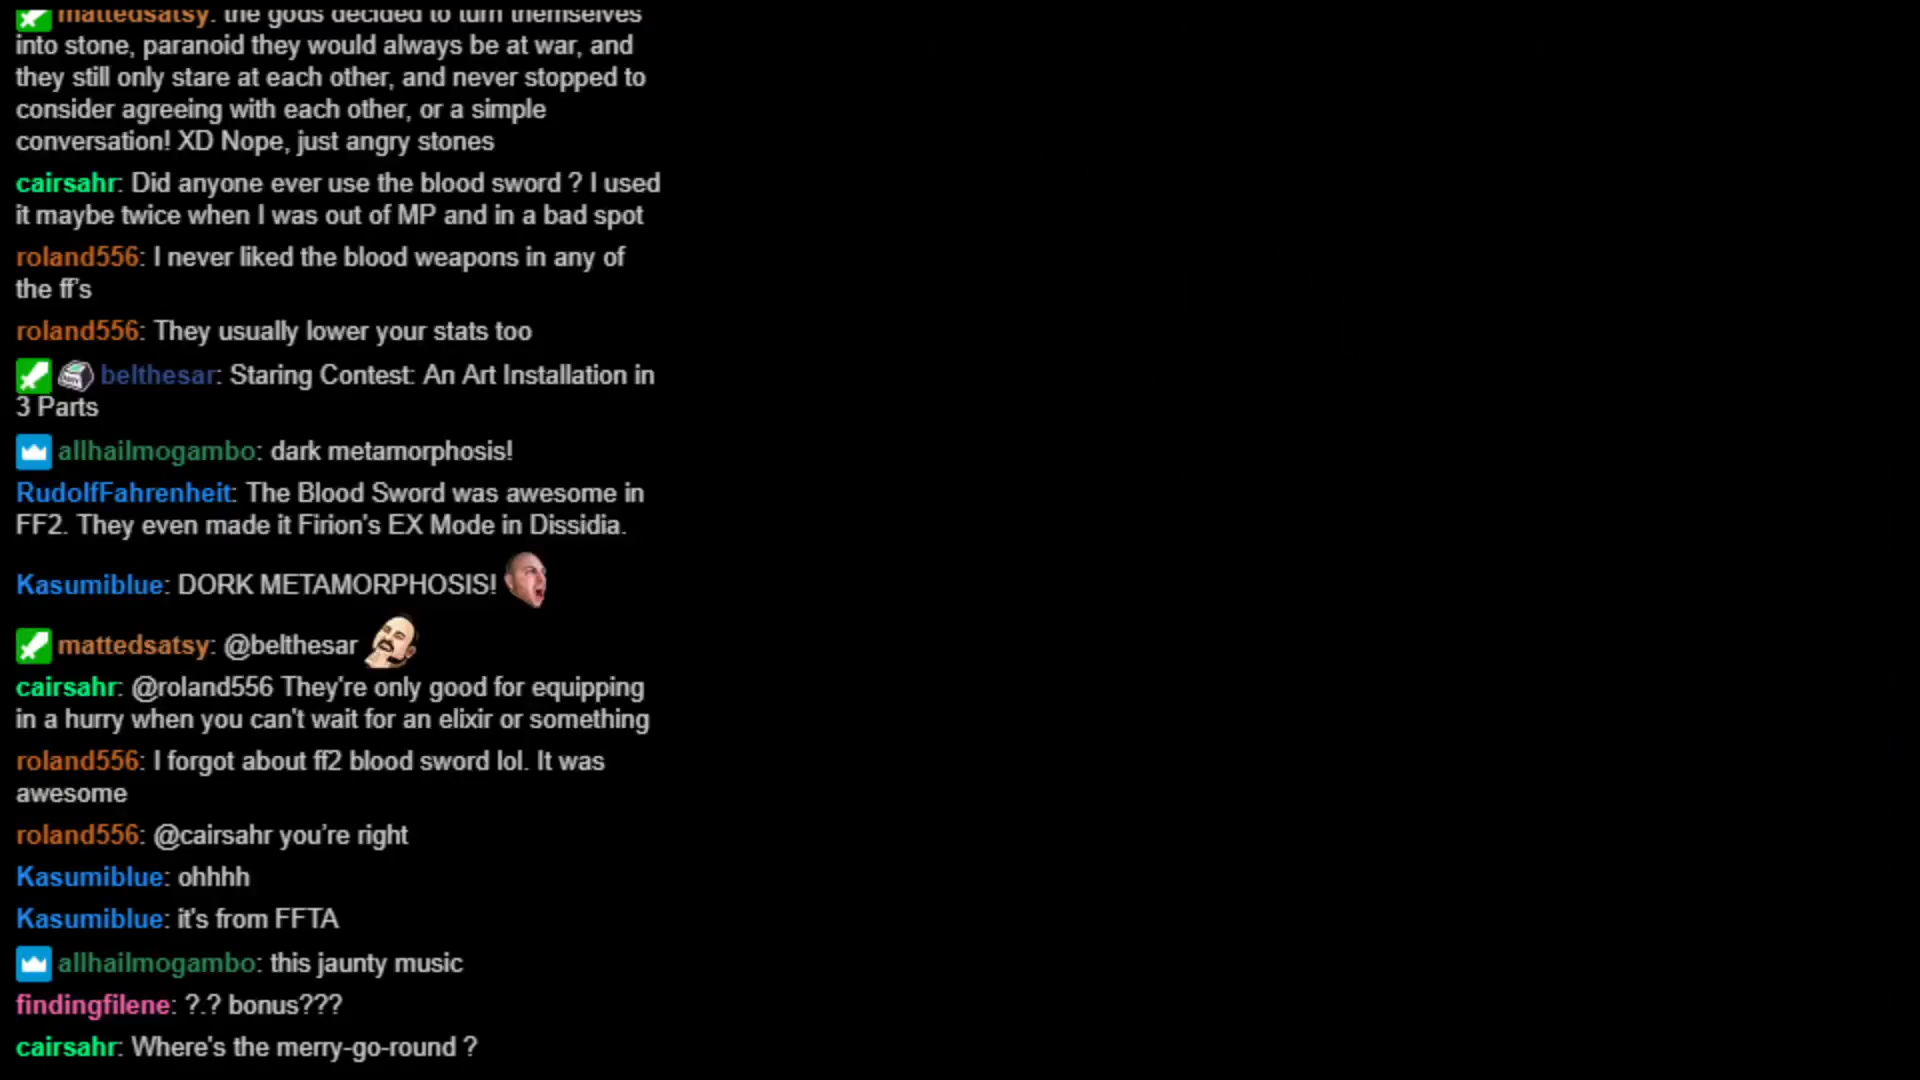 mattedsatsy: the gods decided to turn themselves
into stone, paranoid they would always be at war, and
they still only stare at each other, and never stopped to
consider agreeing with each other, or a simple
conversation! XD Nope, just angry stones
cairsahr: Did anyone ever use the blood sword ? I used
it maybe twice when I was out of MP and in a bad spot
roland556: I never liked the blood weapons in any of
the ff's
roland556: They usually lower your stats too
belthesar: Staring Contest: An Art Installation in
3 Parts
allhailmogambo: dark metamorphosis!
RudolfFahrenheit: The Blood Sword was awesome in
FF2. They even made it Firion's EX Mode in Dissidia.
Kasumiblue: DORK METAMORPHOSIS!
mattedsatsy: @belthesar
cairsahr: @roland556 They're only good for equipping
in a hurry when you can't wait for an elixir or something
roland556: I forgot about ff2 blood sword lol. It was
awesome
roland556: @cairsahr you're right
Kasumiblue: ohhhh
Kasumiblue: it's from FFTA
allhailmogambo: this jaunty music
findingfilene: ?.? bonus???
cairsahr: Where's the merry-go-round ?